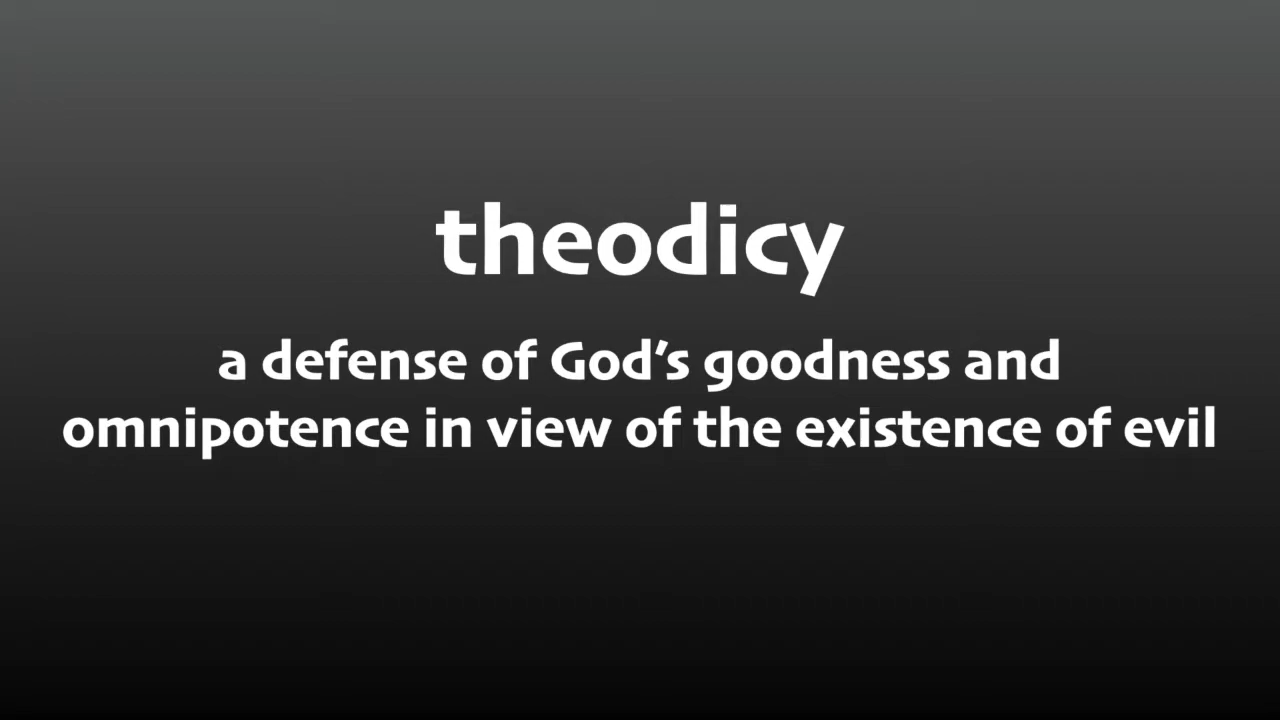 theodicy
a defense of God's goodness and
omnipotence in view of the existence of evil